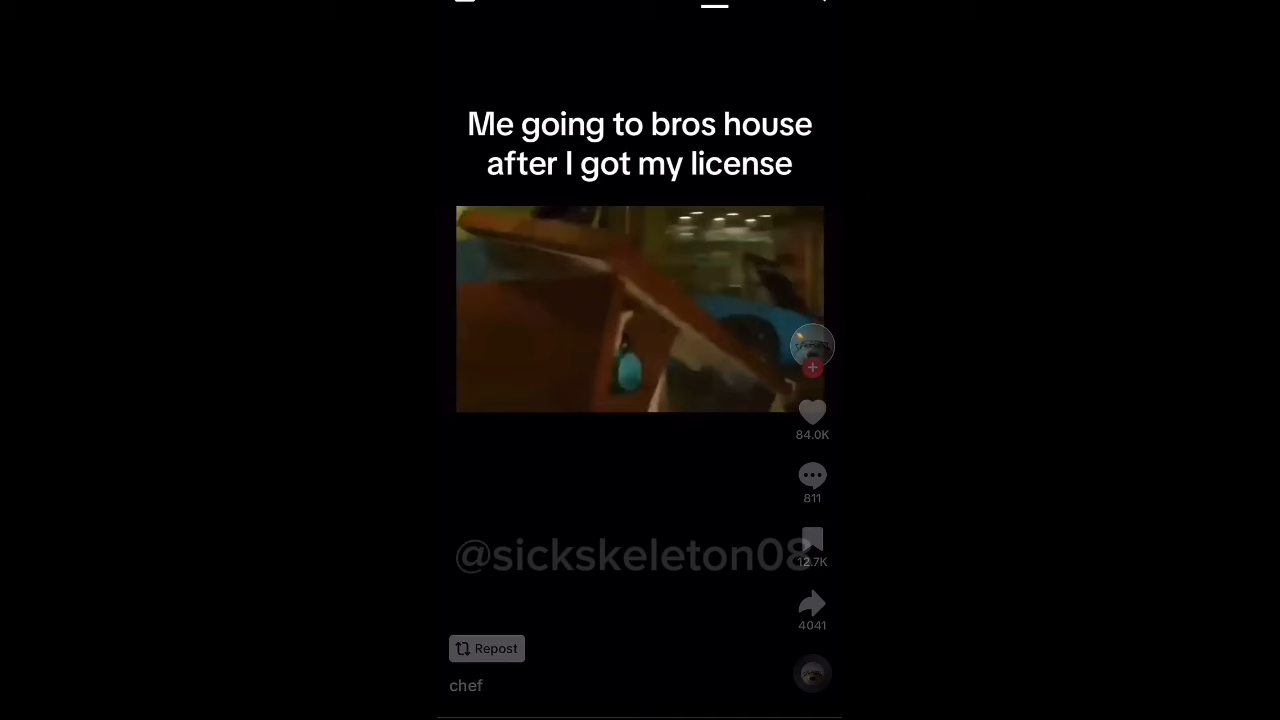 Me going to bros house
after I got my license
84.0K
811
@sickskeleton08
12.7K
4041
Repost
chef